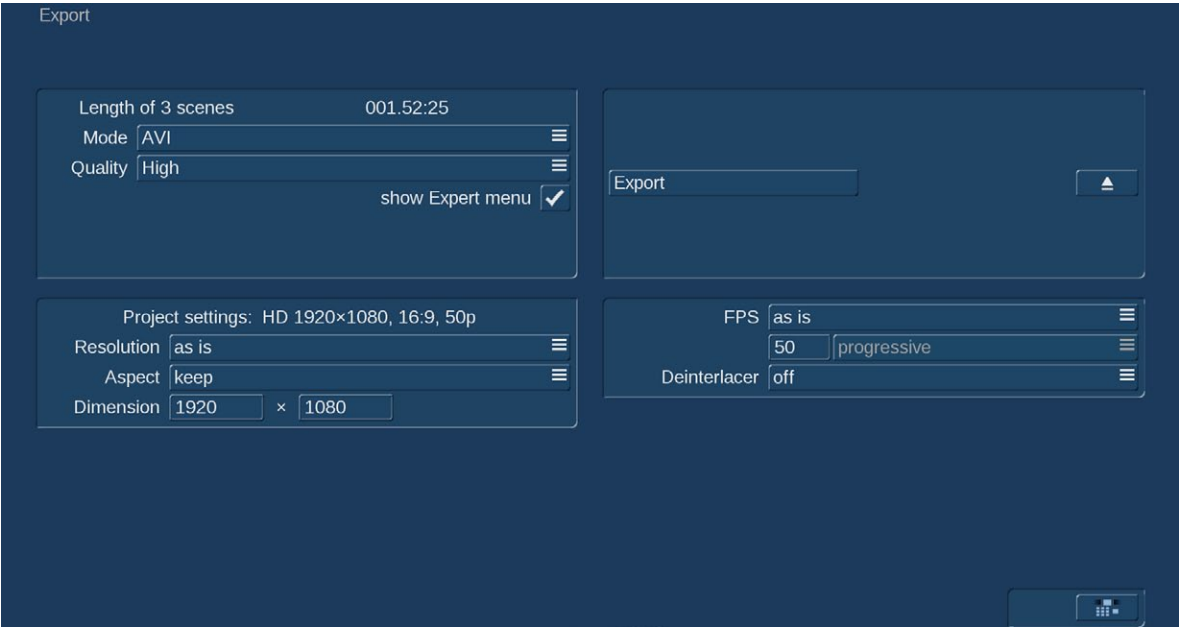 Export
Length of 3 scenes 001.52:25
Mode AVI
Quality High
show Expert menu
Export
Project settings: HD 1920×1080, 16:9, 50p
Resolution as is
Aspect keep
Dimension 1920 × 1080
FPS as is
50 progressive
Deinterlacer off